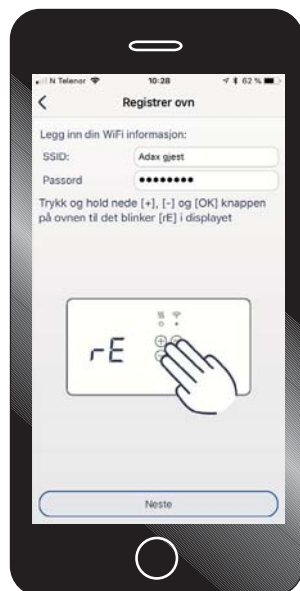 N Telenor 10:28 62 %
Registrer ovn
Legg inn din WiFi informasjon:
SSID: Adax gjest
Passord ••••••••
Trykk og hold nede [+], [-] og [OK] knappen
på ovnen til det blinker [rE] i displayet
rE
Neste